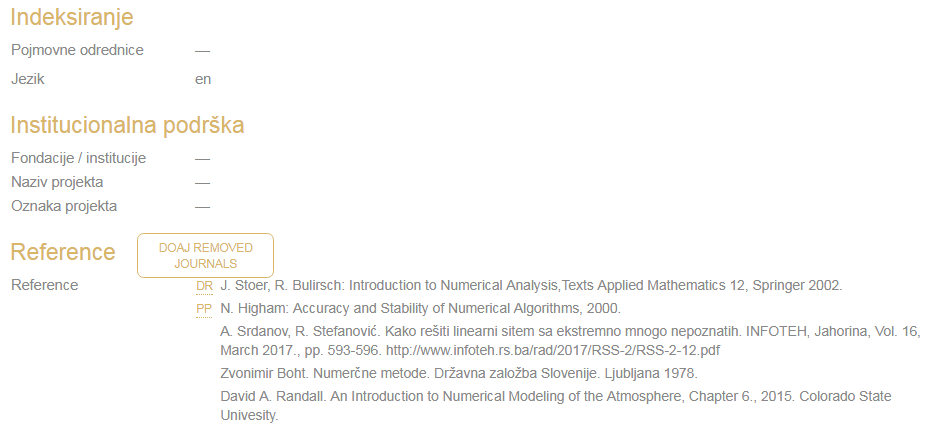 Indeksiranje
Pojmovne odrednice —
Jezik en
Institucionalna podrška
Fondacije / institucije —
Naziv projekta —
Oznaka projekta —
Reference
DOAJ REMOVED
JOURNALS
Reference
DR J. Stoer, R. Bulirsch: Introduction to Numerical Analysis,Texts Applied Mathematics 12, Springer 2002.
PP N. Higham: Accuracy and Stability of Numerical Algorithms, 2000.
A. Srdanov, R. Stefanović. Kako rešiti linearni sitem sa ekstremno mnogo nepoznatih. INFOTEH, Jahorina, Vol. 16,
March 2017., pp. 593-596. http://www.infoteh.rs.ba/rad/2017/RSS-2/RSS-2-12.pdf
Zvonimir Boht. Numerčne metode. Državna založba Slovenije. Ljubljana 1978.
David A. Randall. An Introduction to Numerical Modeling of the Atmosphere, Chapter 6., 2015. Colorado State
Univesity.